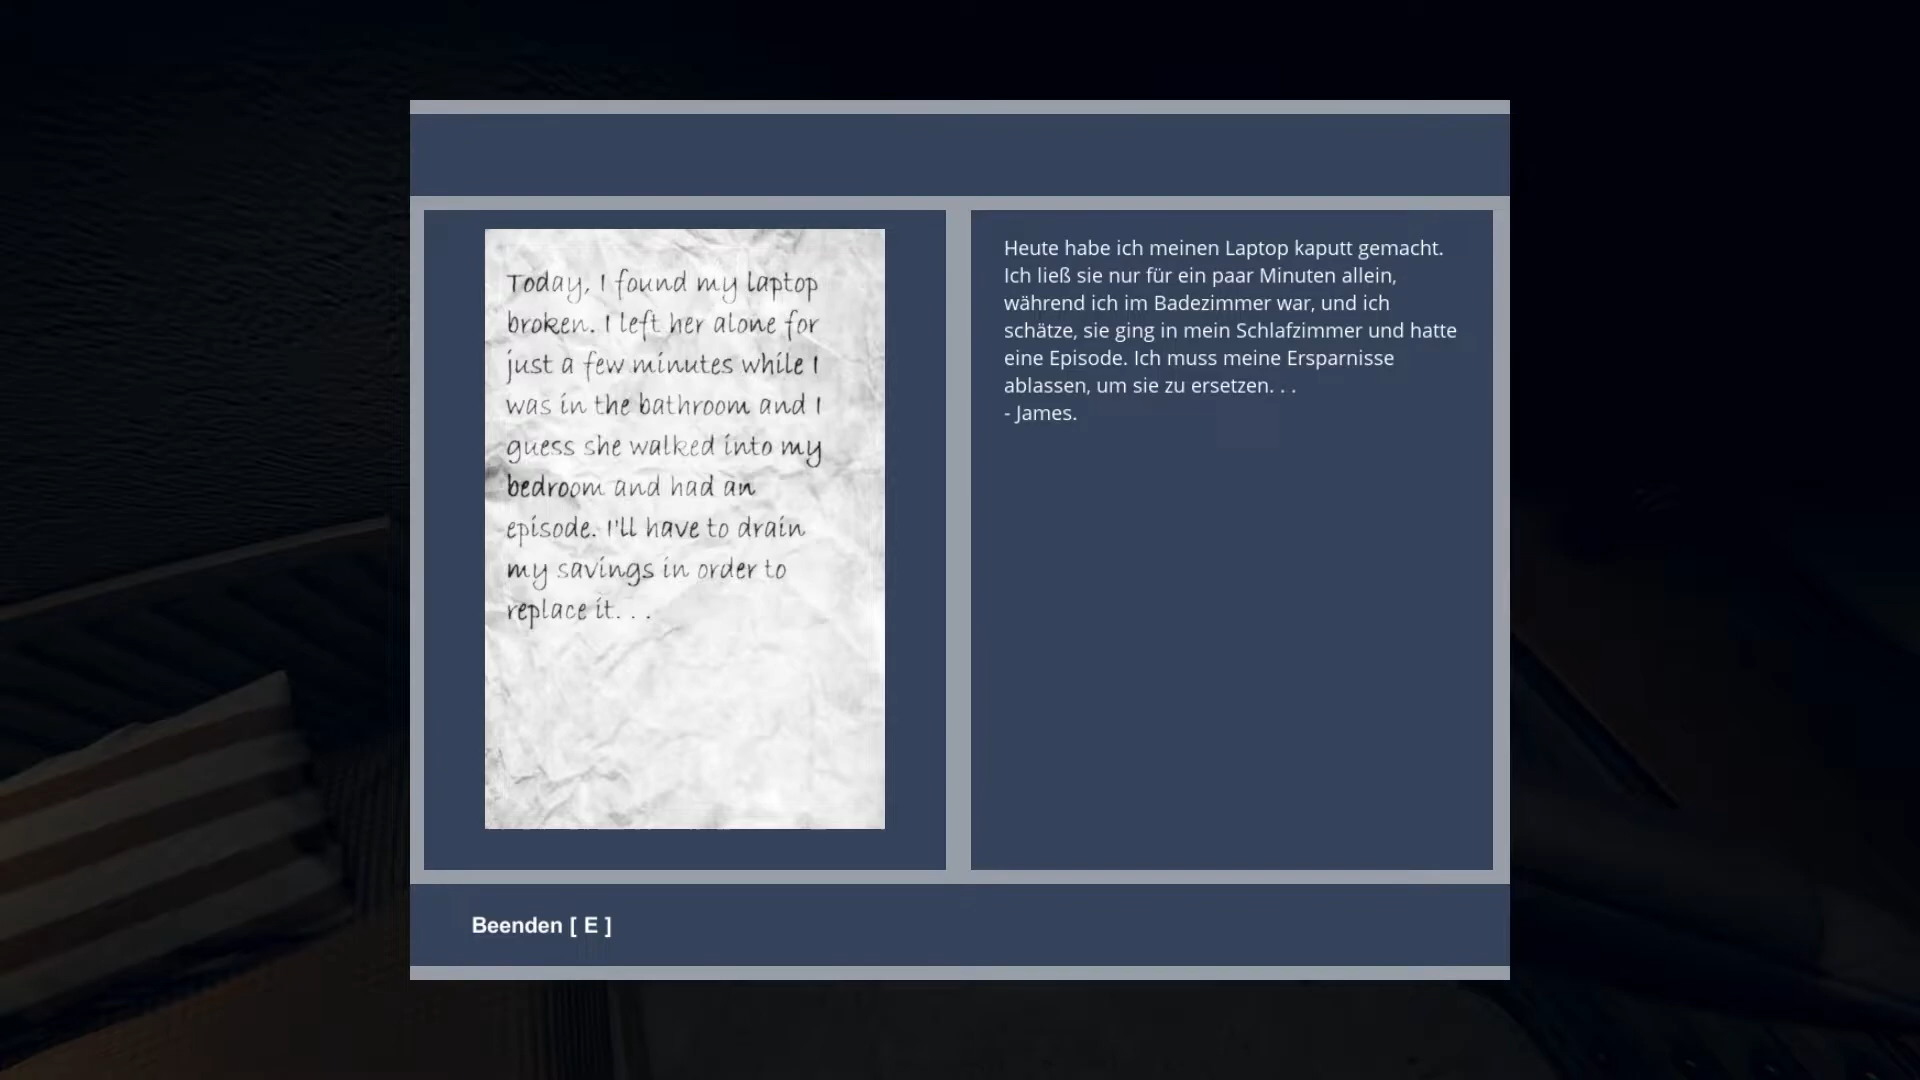 Today, I found my laptop
broken. I left her alone for
just a few minutes while I
was in the bathroom and I
guess she walked into my
bedroom and had an
episode. I'll have to drain
my savings in order to
replace it. . .
Heute habe ich meinen Laptop kaputt gemacht.
Ich ließ sie nur für ein paar Minuten allein,
während ich im Badezimmer war, und ich
schätze, sie ging in mein Schlafzimmer und hatte
eine Episode. Ich muss meine Ersparnisse
ablassen, um sie zu ersetzen. . .
- James.
Beenden [ E ]